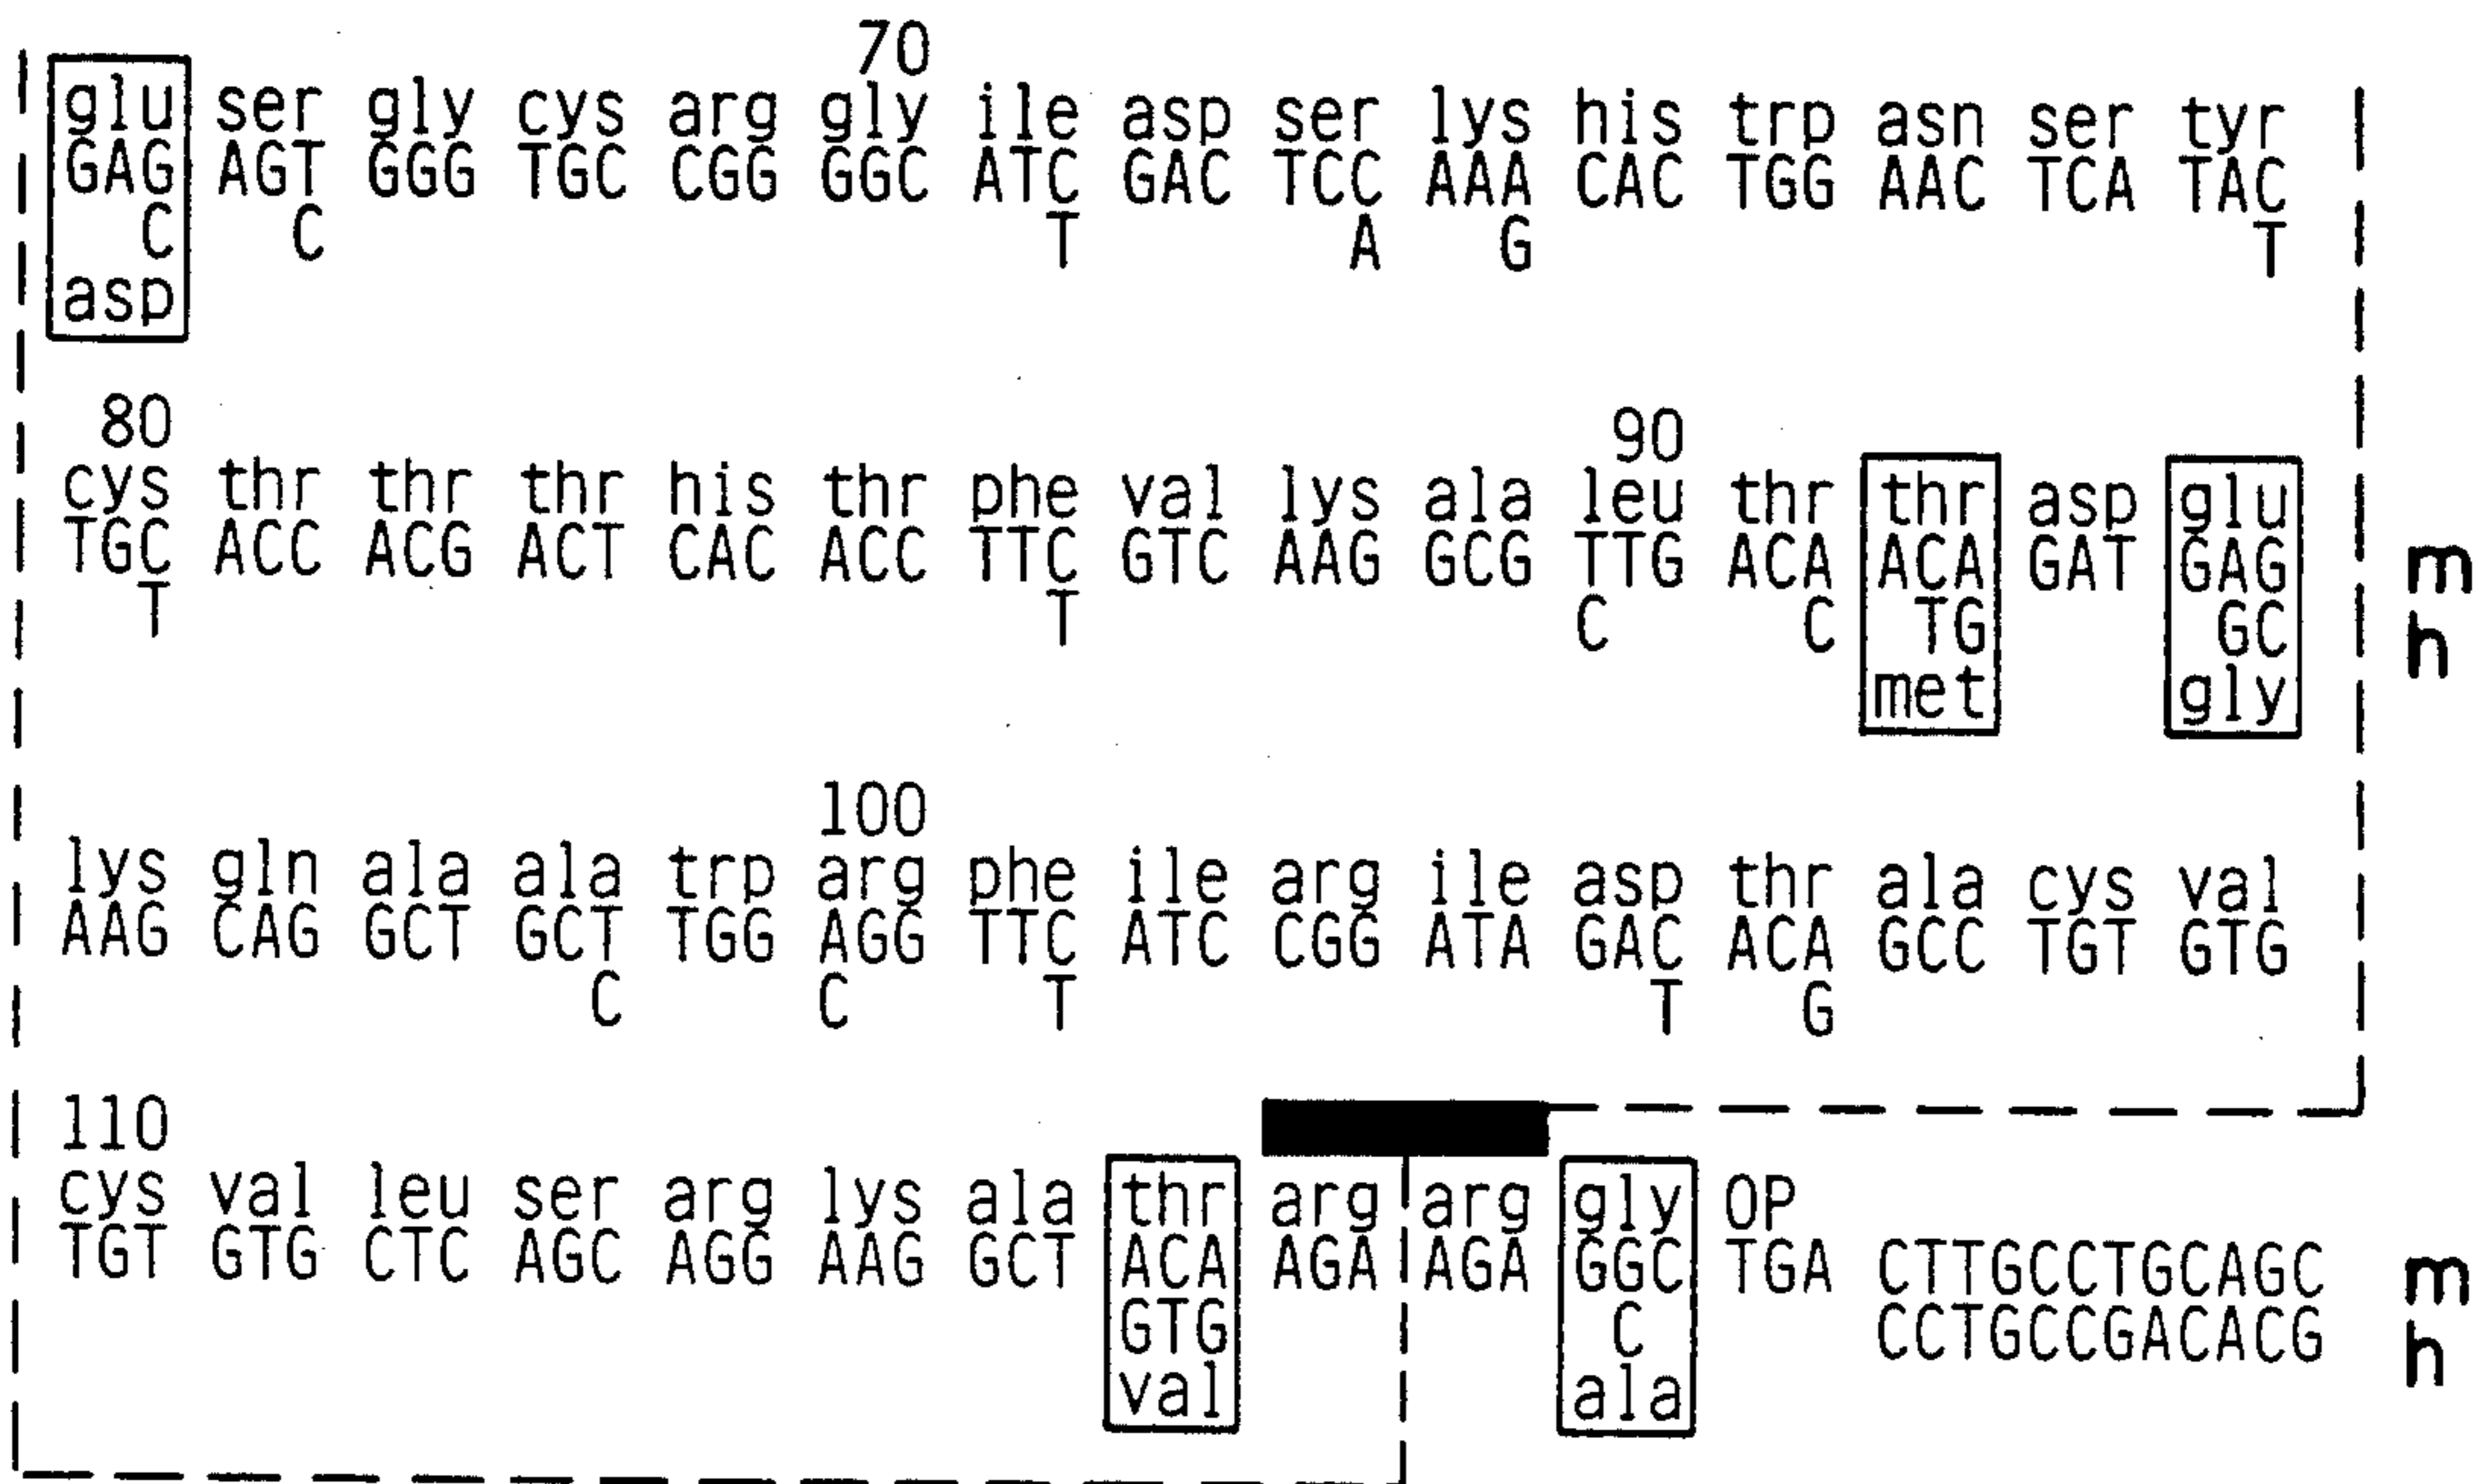 70
glu ser gly cys arg gly ile asp ser lys his trp asn ser tyr
GAG AGT GGG TGC CGG GGC ATC GAC TCC AAA CAC TGG AAC TCA TAC
C C T A G T
asp
80 90
cys thr thr thr his thr phe val lys ala leu thr thr asp glu
TGC ACC ACG ACT CAC ACC TTC GTC AAG GCG TTG ACA ACA GAT GAG m
T T C C TG GC h
met gly
100
lys gln ala ala trp arg phe ile arg ile asp thr ala cys val
AAG CAG GCT GCT TGG AGG TTC ATC CGG ATA GAC ACA GCC TGT GTG
C C T T G
110
cys val leu ser arg lys ala thr arg arg gly OP
TGT GTG CTC AGC AGG AAG GCT ACA AGA AGA GGC TGA CTTGCCTGCAGC m
GTG C CCTGCCGACACG h
val ala